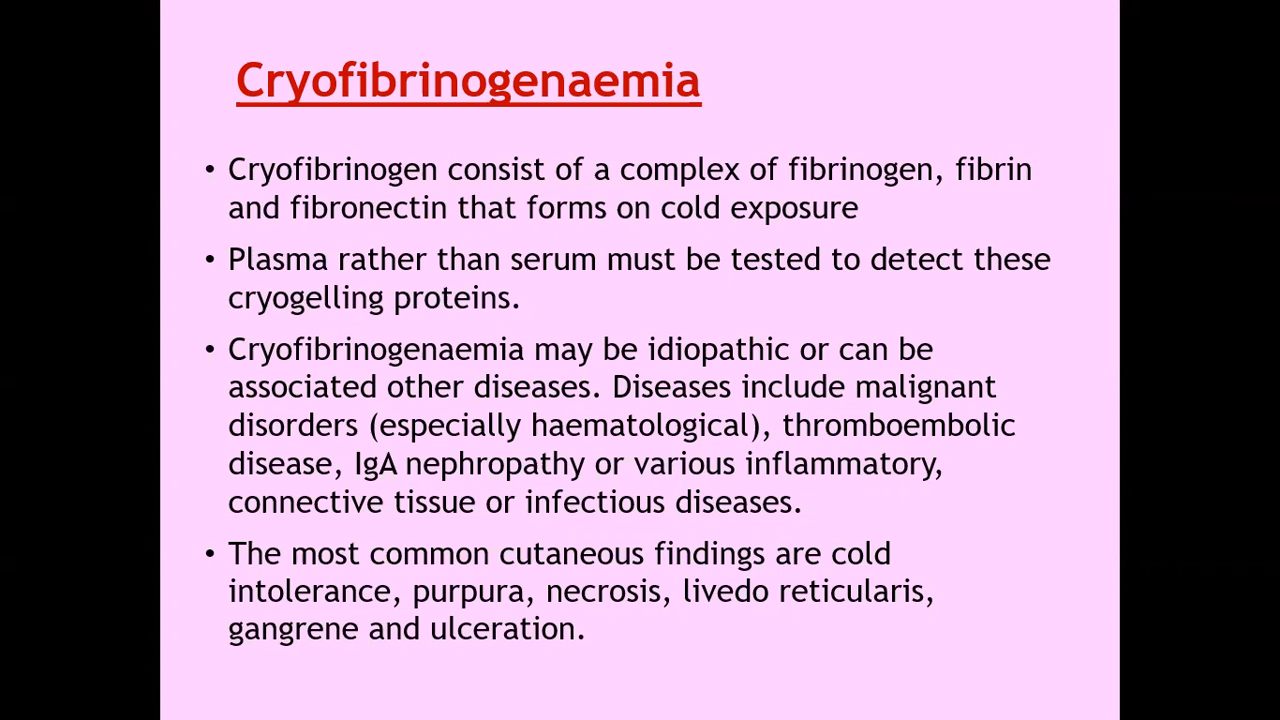 Cryofibrinogenaemia
• Cryofibrinogen consist of a complex of fibrinogen, fibrin
and fibronectin that forms on cold exposure
• Plasma rather than serum must be tested to detect these
cryogelling proteins.
• Cryofibrinogenaemia may be idiopathic or can be
associated other diseases. Diseases include malignant
disorders (especially haematological), thromboembolic
disease, IgA nephropathy or various inflammatory,
connective tissue or infectious diseases.
• The most common cutaneous findings are cold
intolerance, purpura, necrosis, livedo reticularis,
gangrene and ulceration.